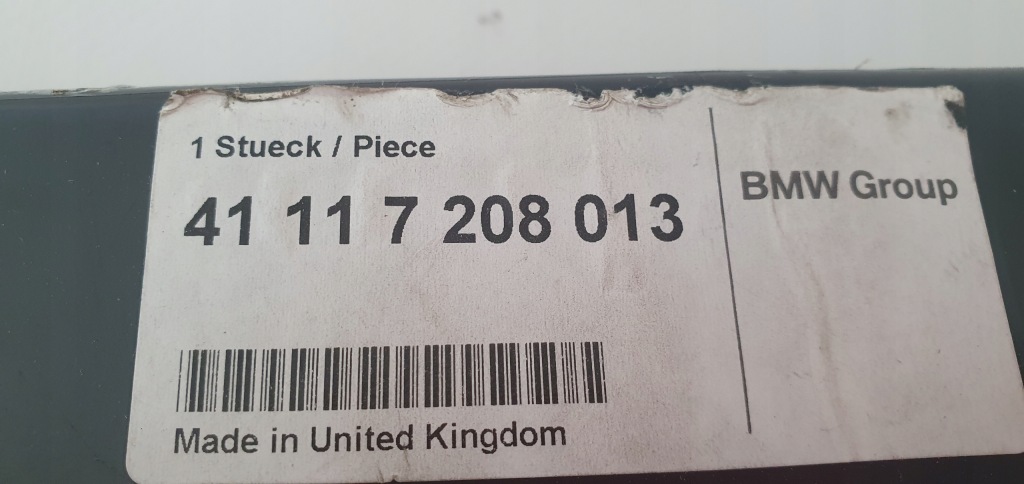 1 Stueck / Piece
BMW Group
41 11 7 208 013
Made in United Kingdom